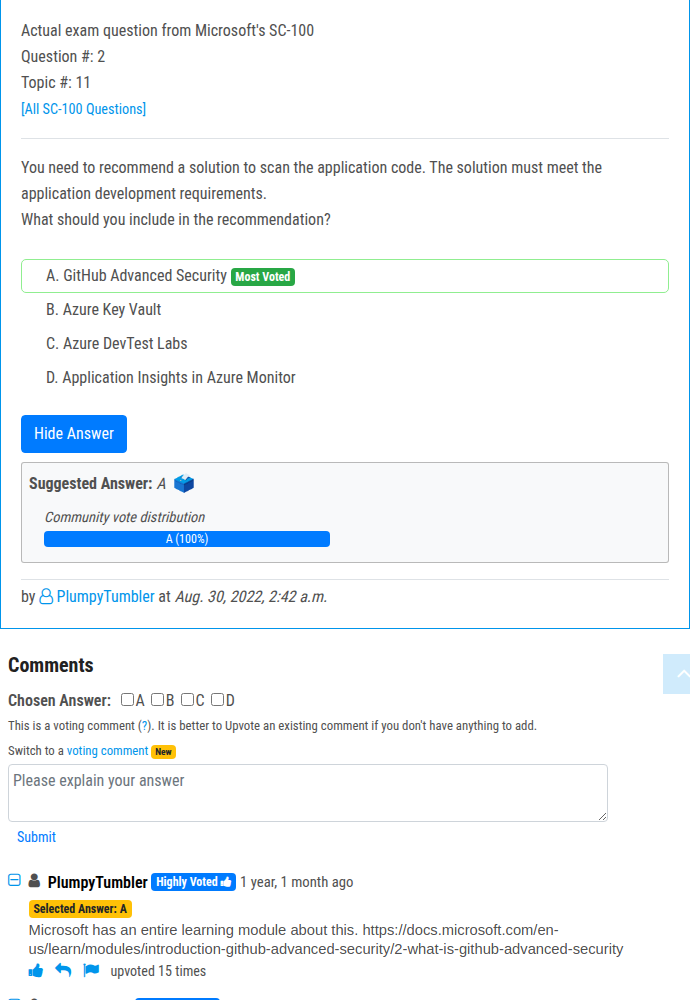 Actual exam question from Microsoft's SC-100
Question #: 2
Topic #: 11
[All SC-100 Questions]
You need to recommend a solution to scan the application code. The solution must meet the
application development requirements.
What should you include in the recommendation?
A. GitHub Advanced Security Most Voted
B. Azure Key Vault
C. Azure DevTest Labs
D. Application Insights in Azure Monitor
Hide Answer
Suggested Answer: A
Community vote distribution
A (100%)
by PlumpyTumbler at Aug. 30, 2022, 2:42 a.m.
Comments
Chosen Answer: A B C D
This is a voting comment (?). It is better to Upvote an existing comment if you don't have anything to add.
Switch to a voting comment New
Please explain your answer
Submit
PlumpyTumbler Highly Voted 1 year, 1 month ago
Selected Answer: A
Microsoft has an entire learning module about this. https://docs.microsoft.com/en-
us/learn/modules/introduction-github-advanced-security/2-what-is-github-advanced-security
upvoted 15 times